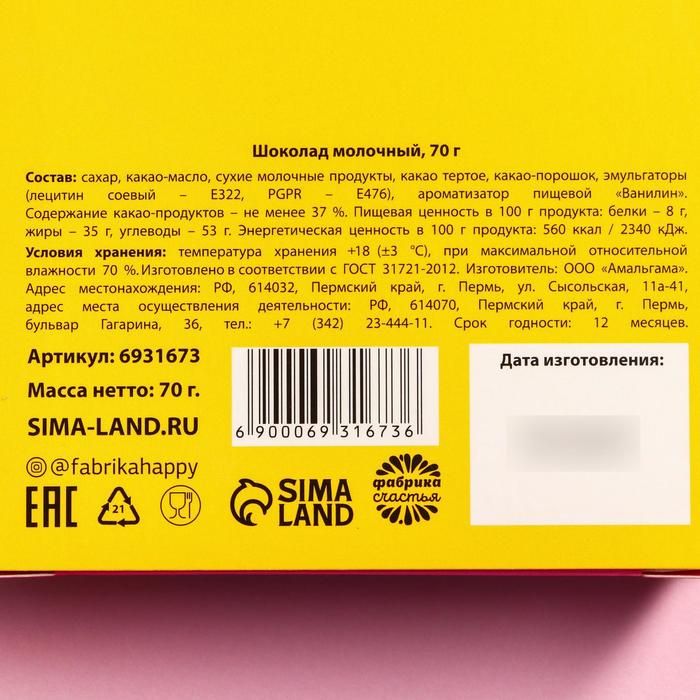 Шоколад молочный, 70 г
Состав: сахар, какао-масло, сухие молочные продукты, какао тертое, какао-порошок, эмульгаторы
(лецитин соевый – Е322, PGPR – Е476), ароматизатор пищевой «Ванилин».
Содержание какао-продуктов – не менее 37 %. Пищевая ценность в 100 г продукта: белки – 8 г,
жиры – 35 г, углеводы – 53 г. Энергетическая ценность в 100 г продукта: 560 ккал / 2340 кДж.
Условия хранения: температура хранения +18 (±3 °С), при максимальной относительной
влажности 70 %. Изготовлено в соответствии с ГОСТ 31721-2012. Изготовитель: ООО «Амальгама».
Адрес местонахождения: РФ, 614032, Пермский край, г. Пермь, ул. Сысольская, 11а-41,
адрес места осуществления деятельности: РФ, 614070, Пермский край, г. Пермь,
бульвар Гагарина, 36, тел.: +7 (342) 23-444-11. Срок годности: 12 месяцев.
Артикул: 6931673
Масса нетто: 70 г.
SIMA-LAND.RU
@fabrikahappy
EAC
21
6 900069 316736
SIMA
LAND
фабрика
счастья
Дата изготовления: